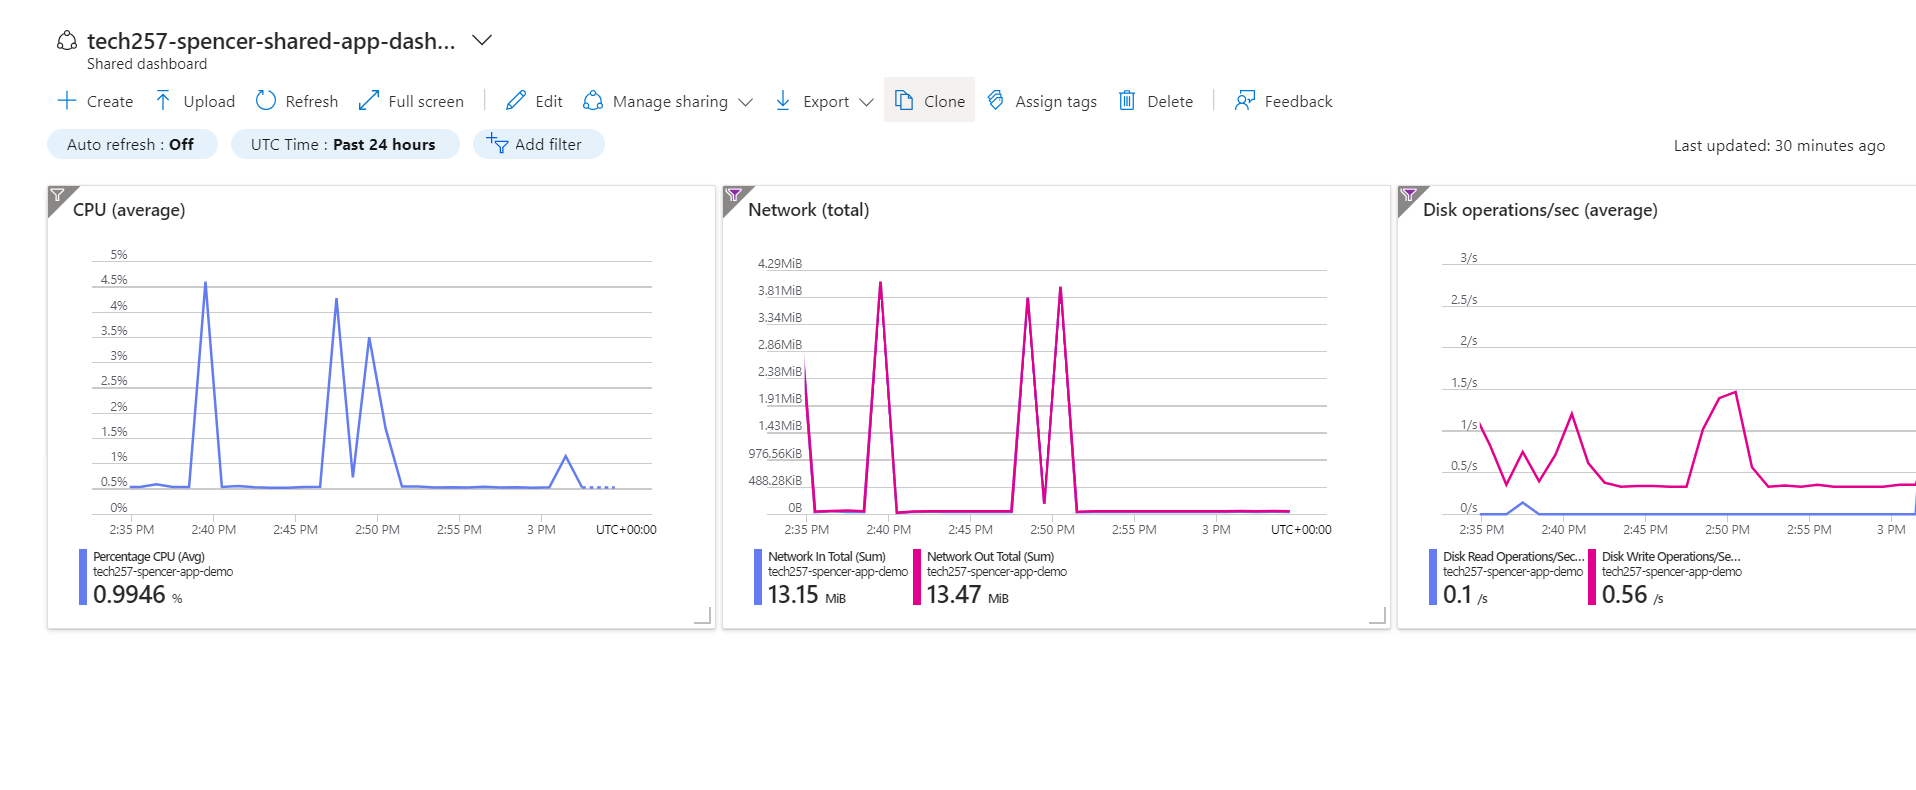 tech257-spencer-shared-app-dash...
Shared dashboard
Create Upload Refresh Full screen Edit Manage sharing Export Clone Assign tags Delete Feedback
Auto refresh : Off UTC Time : Past 24 hours Add filter Last updated: 30 minutes ago
CPU (average)
5%
4.5%
4%
3.5%
3%
2.5%
2%
1.5%
1%
0.5%
0%
2:35 PM 2:40 PM 2:45 PM 2:50 PM 2:55 PM 3 PM UTC+00:00
Percentage CPU (Avg)
tech257-spencer-app-demo
0.9946 %
Network (total)
4.29MiB
3.81MiB
3.34MiB
2.86MiB
2.38MiB
1.91MiB
1.43MiB
976.56KiB
488.28KiB
0B
2:35 PM 2:40 PM 2:45 PM 2:50 PM 2:55 PM 3 PM UTC+00:00
Network In Total (Sum)
tech257-spencer-app-demo
13.15 MiB
Network Out Total (Sum)
tech257-spencer-app-demo
13.47 MiB
Disk operations/sec (average)
3/s
2.5/s
2/s
1.5/s
1/s
0.5/s
0/s
2:35 PM 2:40 PM 2:45 PM 2:50 PM 2:55 PM 3 PM
Disk Read Operations/Sec...
tech257-spencer-app-demo
0.1 /s
Disk Write Operations/Se...
tech257-spencer-app-demo
0.56 /s